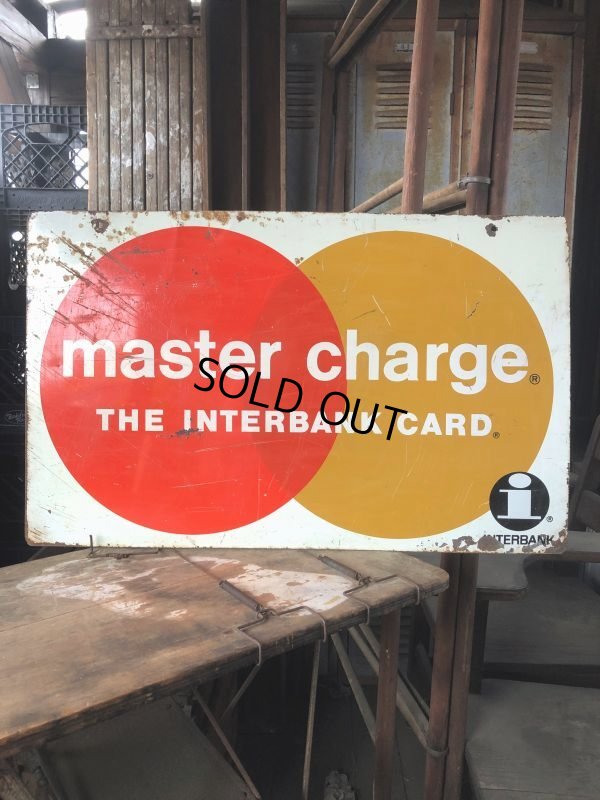 master charge®
THE INTERBANK CARD®
SOLD OUT
i®
INTERBANK